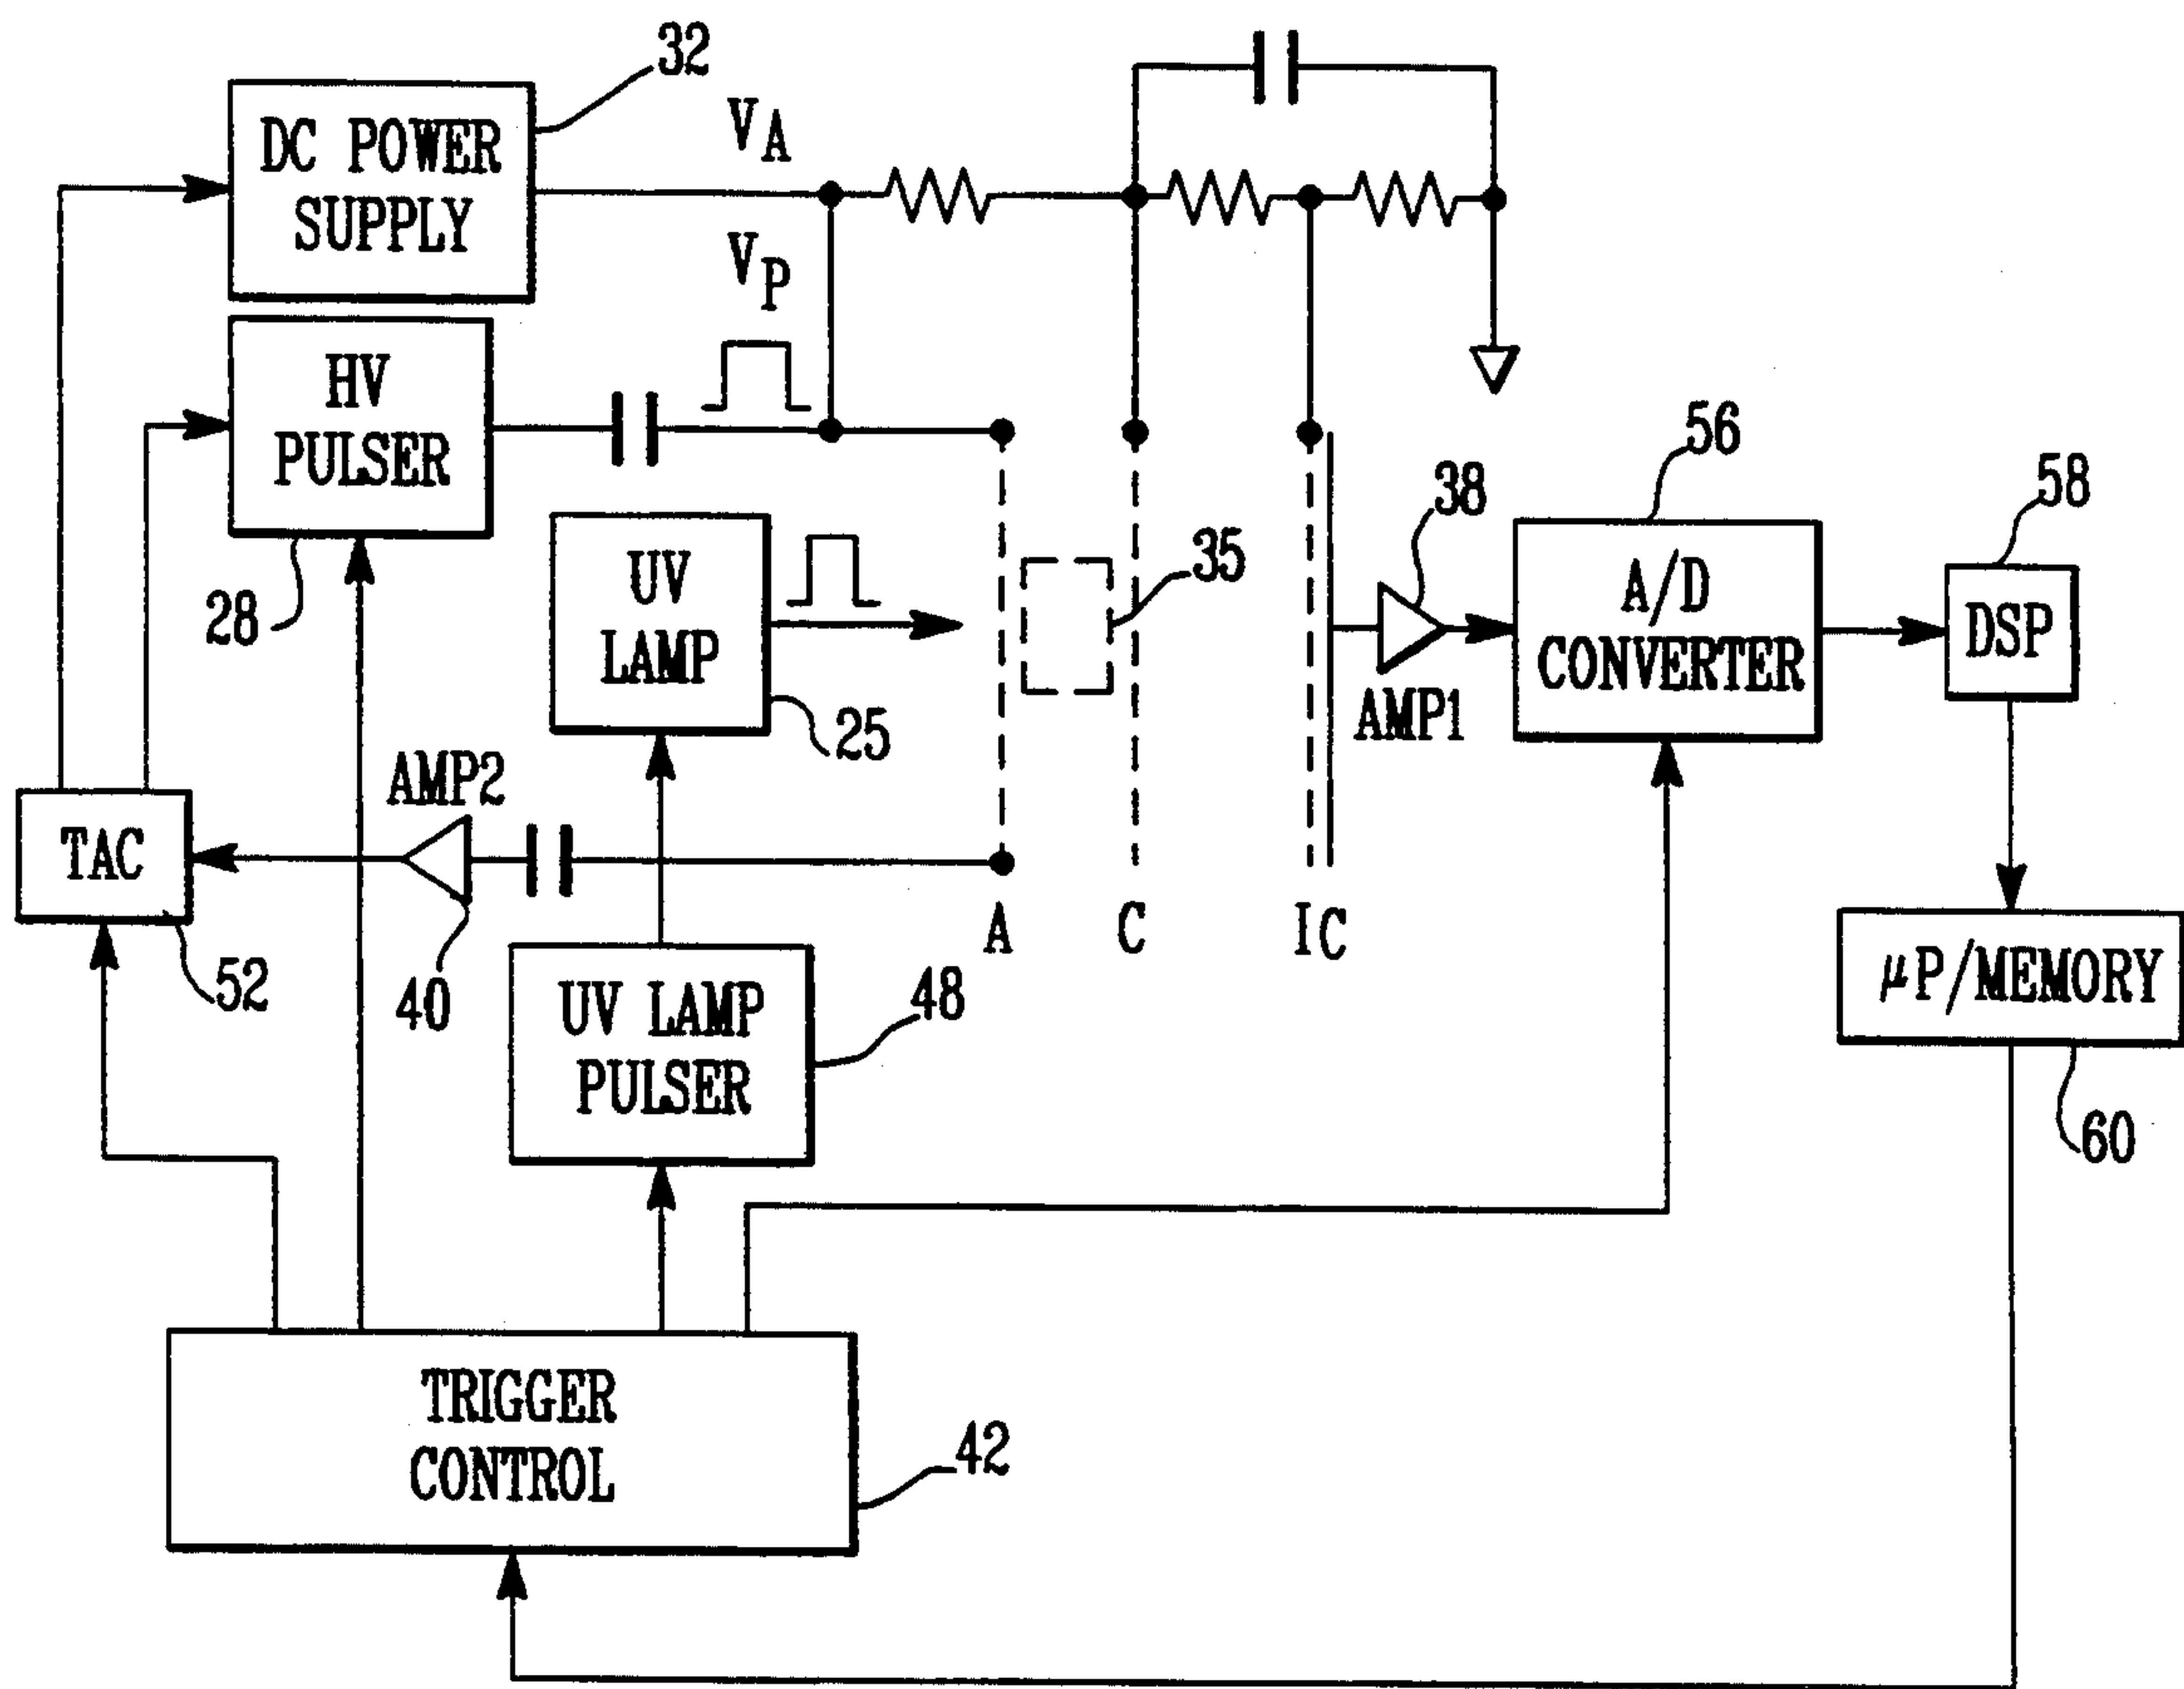 32
DC POWER
SUPPLY
VA
VP
HV
PULSER
28
UV
LAMP
25
35
38
AMP1
56
A/D
CONVERTER
58
DSP
AMP2
TAC
52
40
A
C
IC
UV LAMP
PULSER
48
μP/MEMORY
60
TRIGGER
CONTROL
42